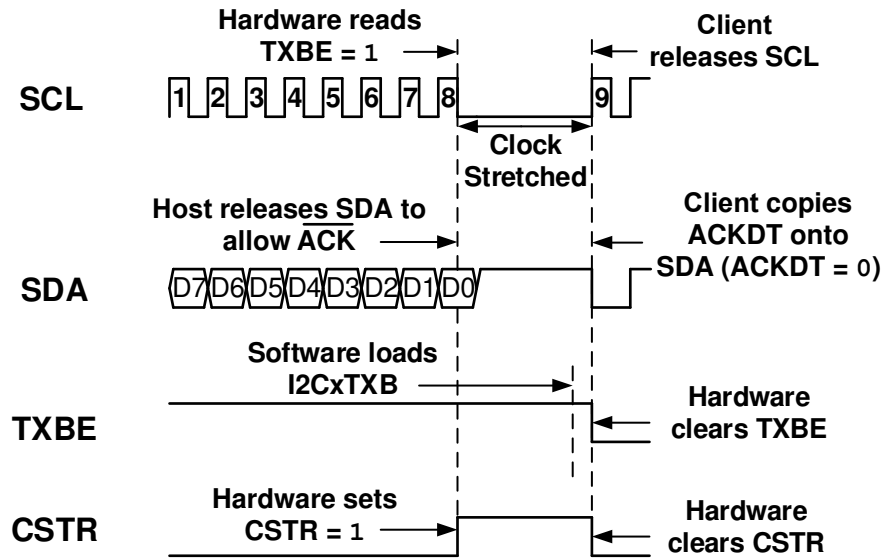 Hardware reads
TXBE = 1
Client
releases SCL
SCL
1 2 3 4 5 6 7 8 9
Clock
Stretched
Host releases SDA to
allow ACK
Client copies
ACKDT onto
SDA (ACKDT = 0)
SDA
D7 D6 D5 D4 D3 D2 D1 D0
Software loads
I2CxTXB
TXBE
Hardware
clears TXBE
Hardware sets
CSTR = 1
CSTR
Hardware
clears CSTR